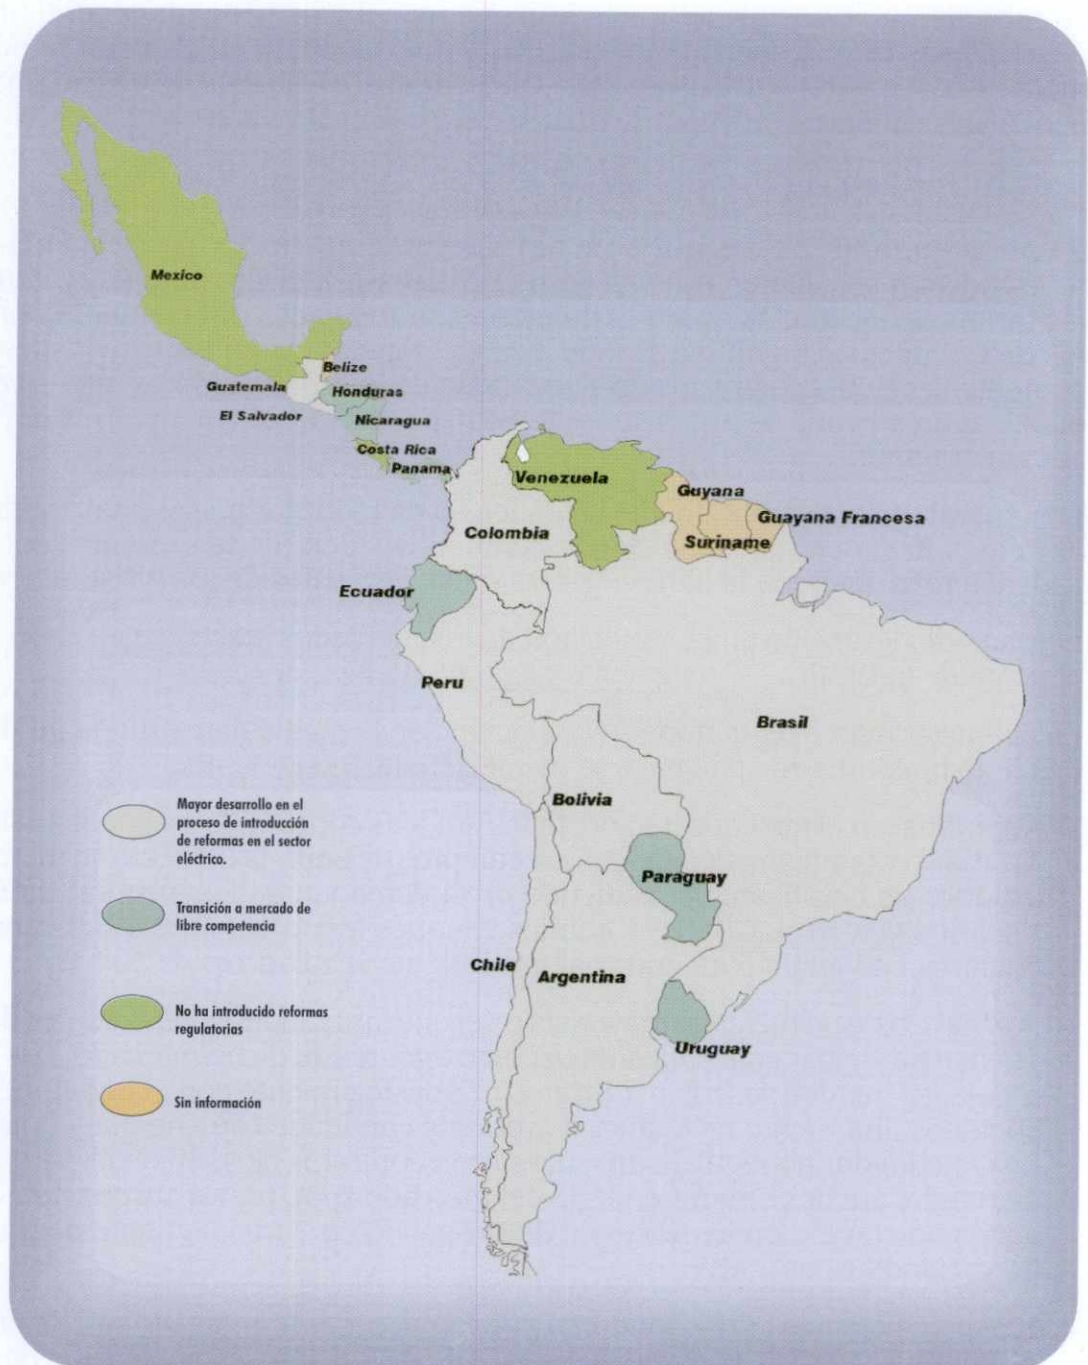 Mexico
Belize
Guatemala
Honduras
El Salvador
Nicaragua
Costa Rica
Panama
Venezuela
Guyana
Guayana Francesa
Suriname
Colombia
Ecuador
Peru
Brasil
Bolivia
Paraguay
Chile
Argentina
Uruguay
Mayor desarrollo en el
proceso de introducción
de reformas en el sector
eléctrico.
Transición a mercado de
libre competencia
No ha introducido reformas
regulatorias
Sin información